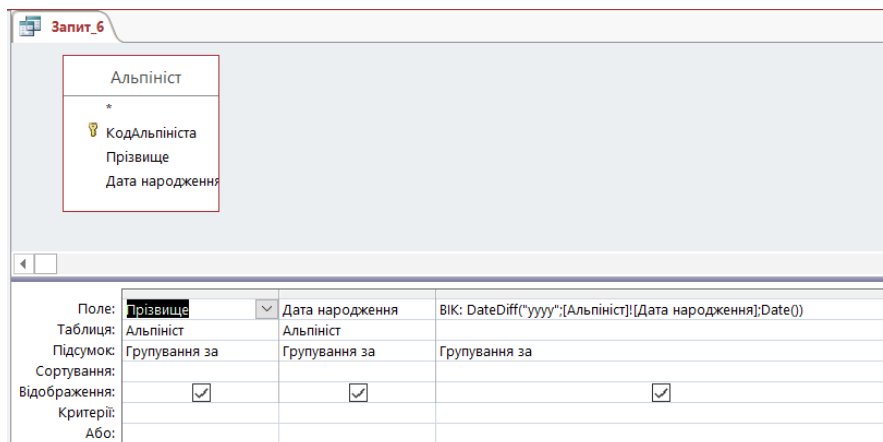 Запит_6
Альпініст
*
КодАльпініста
Прізвище
Дата народження
Поле: Прізвище Дата народження ВІК: DateDiff("yyyy";[Альпініст]![Дата народження];Date())
Таблиця: Альпініст Альпініст
Підсумок: Групування за Групування за Групування за
Сортування:
Відображення:
Критерії:
Або: